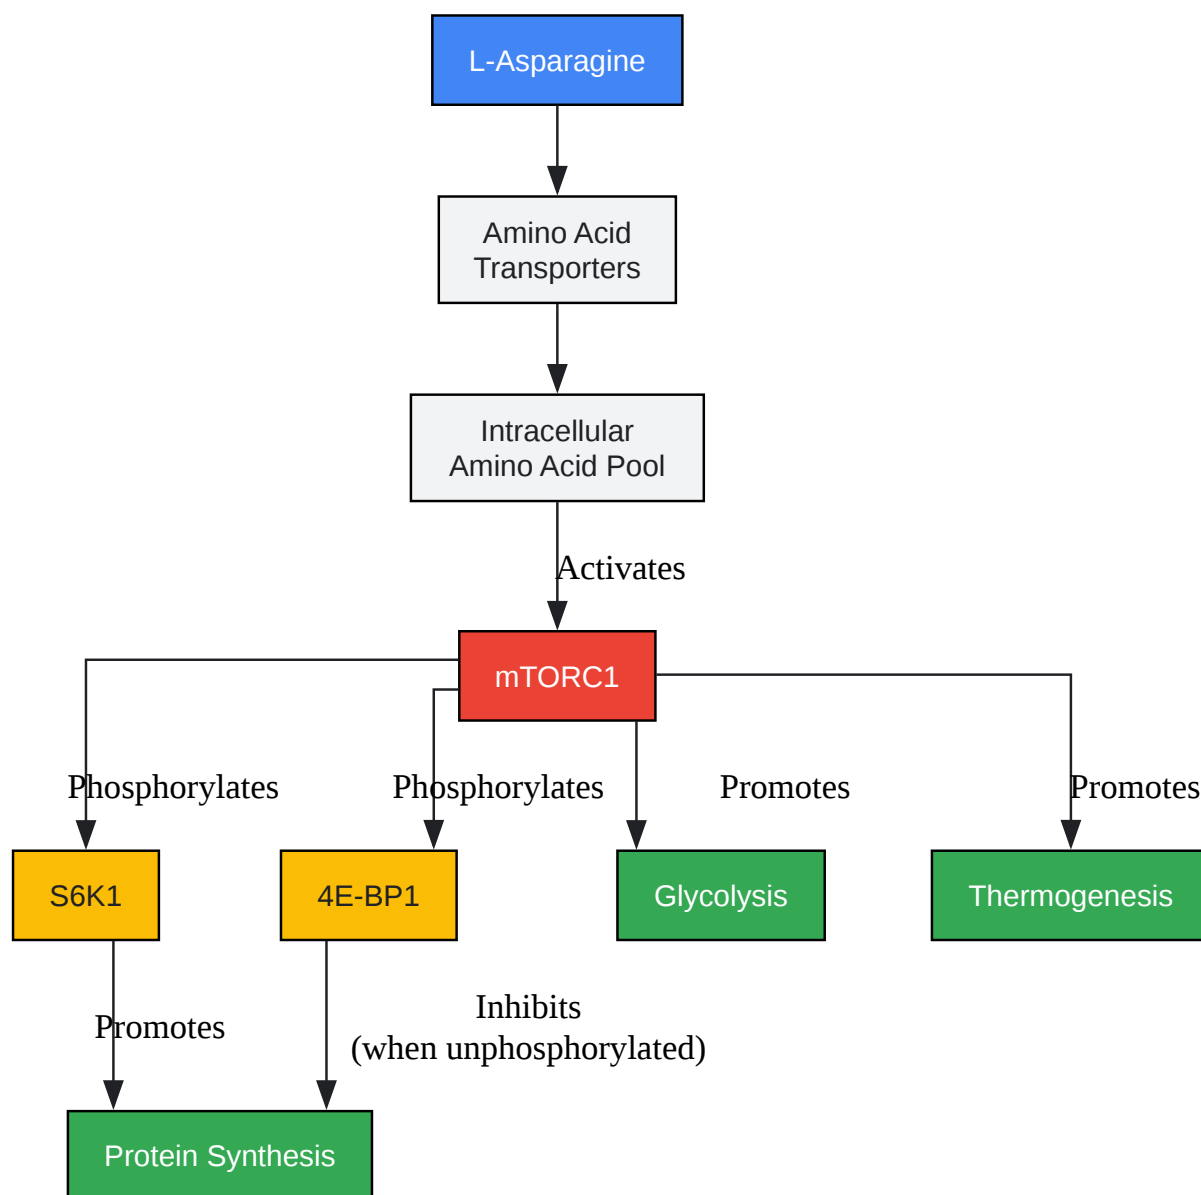 L-Asparagine
Amino Acid
Transporters
Intracellular
Amino Acid Pool
Activates
mTORC1
Phosphorylates
Phosphorylates
Promotes
Promotes
S6K1
4E-BP1
Glycolysis
Thermogenesis
Promotes
Inhibits
(when unphosphorylated)
Protein Synthesis